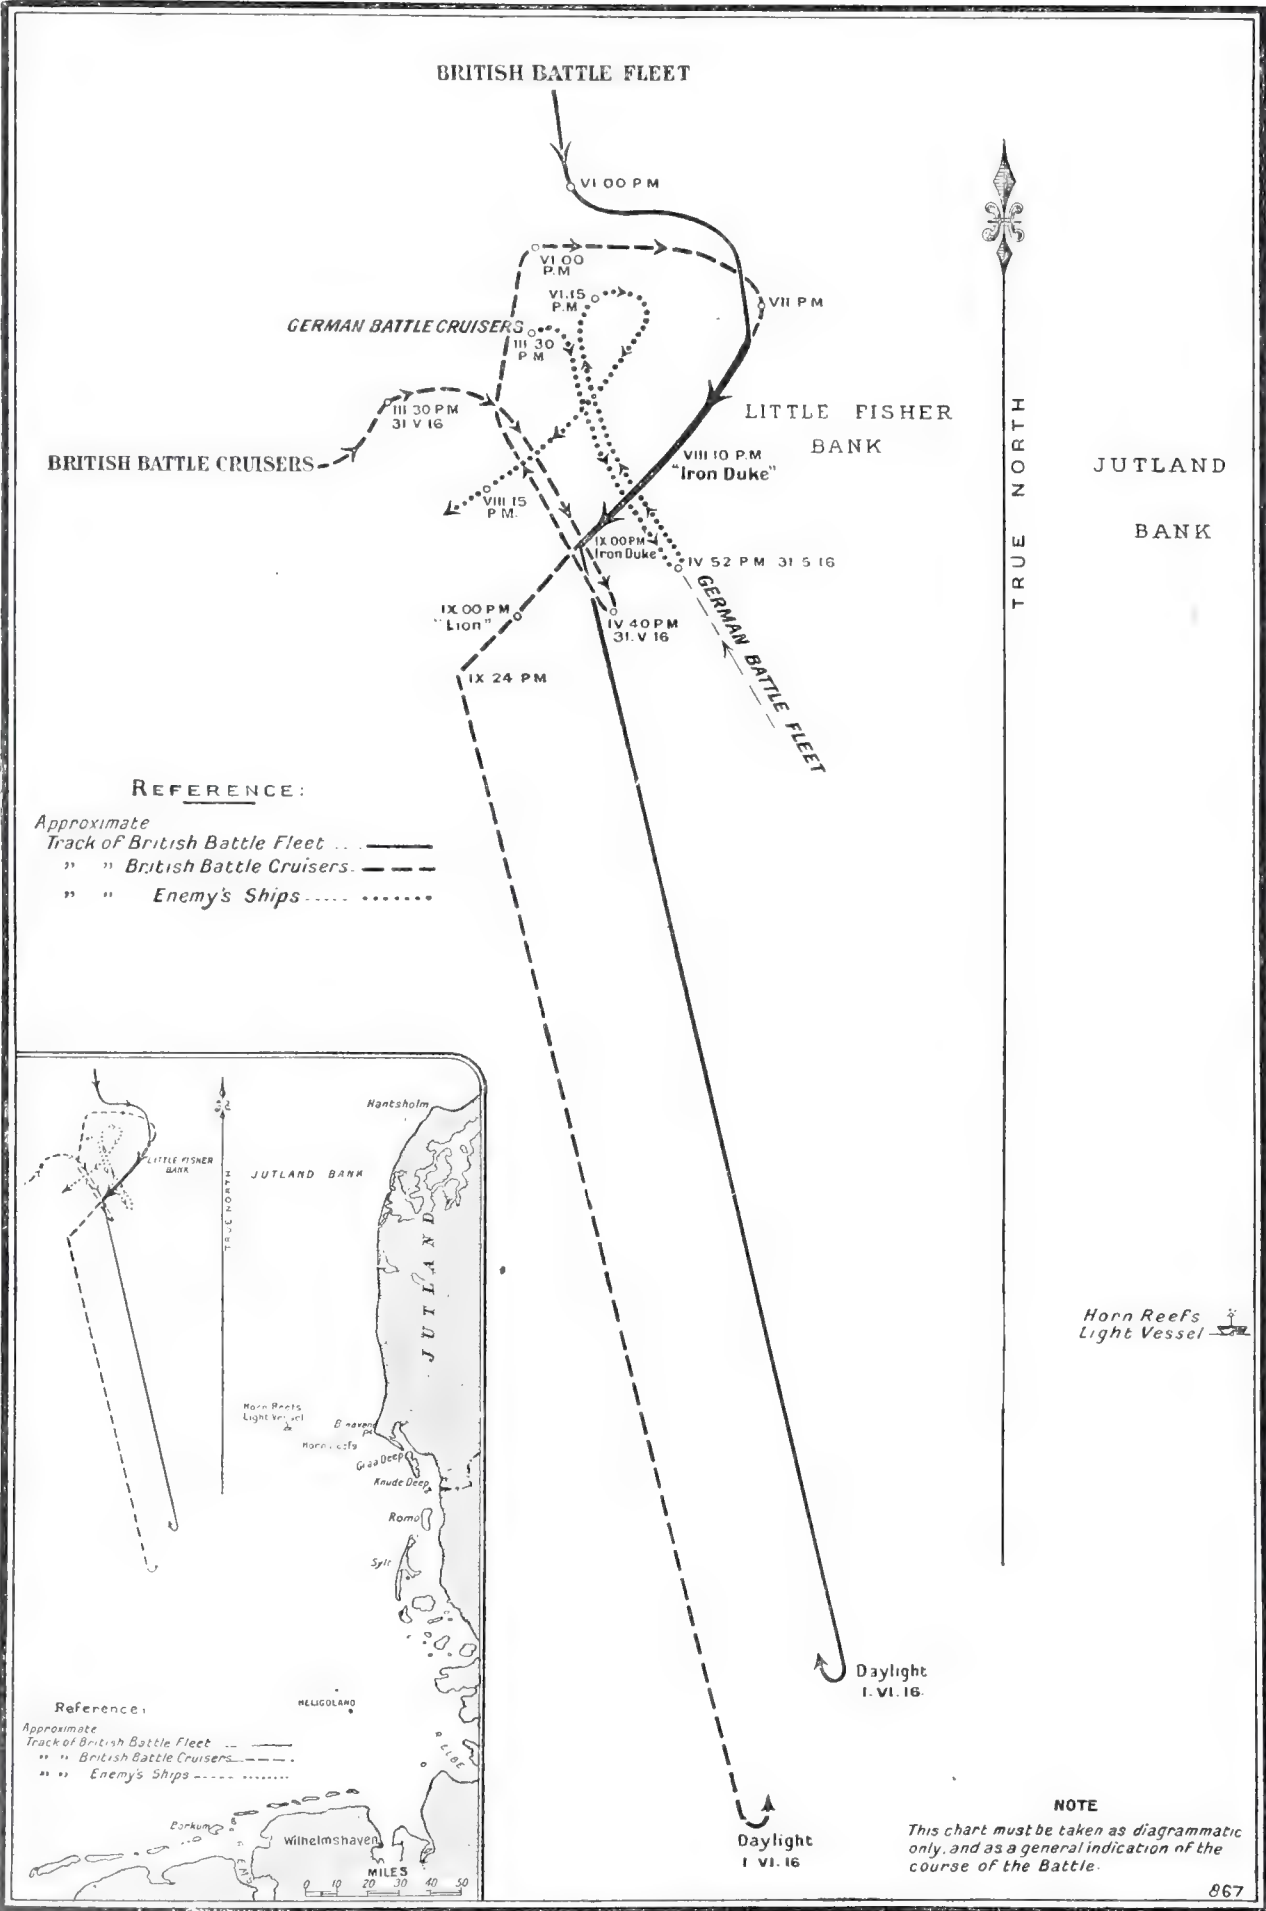 BRITISH BATTLE FLEET
VI 00 P M
VI 00
P.M
VI.15
P.M
VII P M
GERMAN BATTLE CRUISERS
III 30
P M
III 30 P M
31 V 16
LITTLE FISHER
BANK
BRITISH BATTLE CRUISERS
VIII 10 P.M
"Iron Duke"
JUTLAND
BANK
TRUE NORTH
VIII 15
P M.
IX.00 P M
Iron Duke
IV 52 P M 31 5 16
GERMAN BATTLE FLEET
IX 00 P M
"Lion"
IV 40 P M
31. V 16
IX 24 P M
REFERENCE:
Approximate
Track of British Battle Fleet ...
" " British Battle Cruisers.
" " Enemy's Ships .....
Horn Reefs
Light Vessel
Daylight
1. VI. 16.
Daylight
1 VI. 16
NOTE
This chart must be taken as diagrammatic
only, and as a general indication of the
course of the Battle.
867
Hantsholm
LITTLE FISHER
BANK
JUTLAND BANK
TRUE NORTH
JUTLAND
Horn Reefs
Light Vessel
Graa Deep
Knude Deep
Romo
Sylt
HELIGOLAND
R ELBE
Reference:
Approximate
Track of British Battle Fleet ...
" " British Battle Cruisers
" " Enemy's Ships
Borkum
R EMS
Wilhelmshaven
MILES
0 10 20 30 40 50